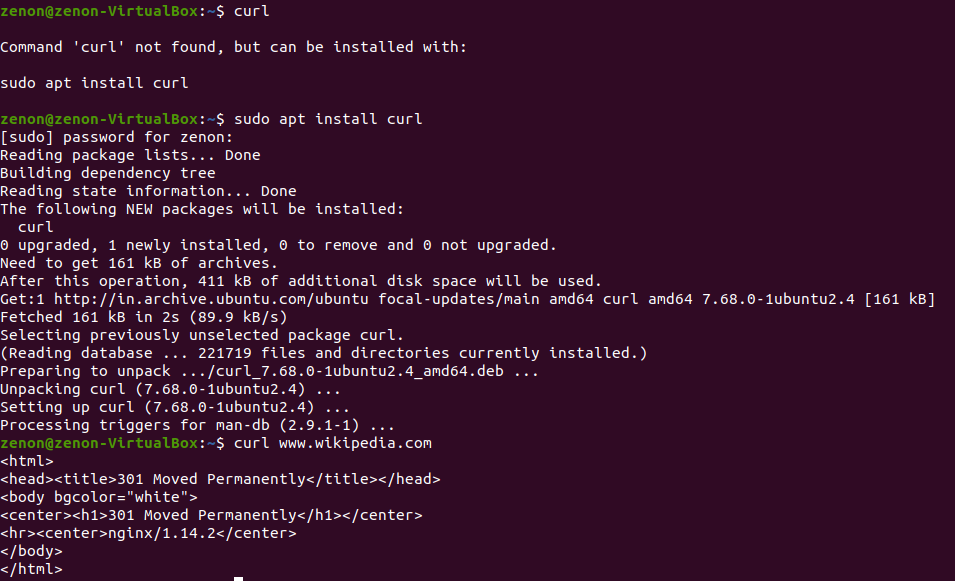 zenon@zenon-VirtualBox:~$ curl
Command 'curl' not found, but can be installed with:
sudo apt install curl
zenon@zenon-VirtualBox:~$ sudo apt install curl
[sudo] password for zenon:
Reading package lists... Done
Building dependency tree
Reading state information... Done
The following NEW packages will be installed:
  curl
0 upgraded, 1 newly installed, 0 to remove and 0 not upgraded.
Need to get 161 kB of archives.
After this operation, 411 kB of additional disk space will be used.
Get:1 http://in.archive.ubuntu.com/ubuntu focal-updates/main amd64 curl amd64 7.68.0-1ubuntu2.4 [161 kB]
Fetched 161 kB in 2s (89.9 kB/s)
Selecting previously unselected package curl.
(Reading database ... 221719 files and directories currently installed.)
Preparing to unpack .../curl_7.68.0-1ubuntu2.4_amd64.deb ...
Unpacking curl (7.68.0-1ubuntu2.4) ...
Setting up curl (7.68.0-1ubuntu2.4) ...
Processing triggers for man-db (2.9.1-1) ...
zenon@zenon-VirtualBox:~$ curl www.wikipedia.com
<html>
<head><title>301 Moved Permanently</title></head>
<body bgcolor="white">
<center><h1>301 Moved Permanently</h1></center>
<hr><center>nginx/1.14.2</center>
</body>
</html>